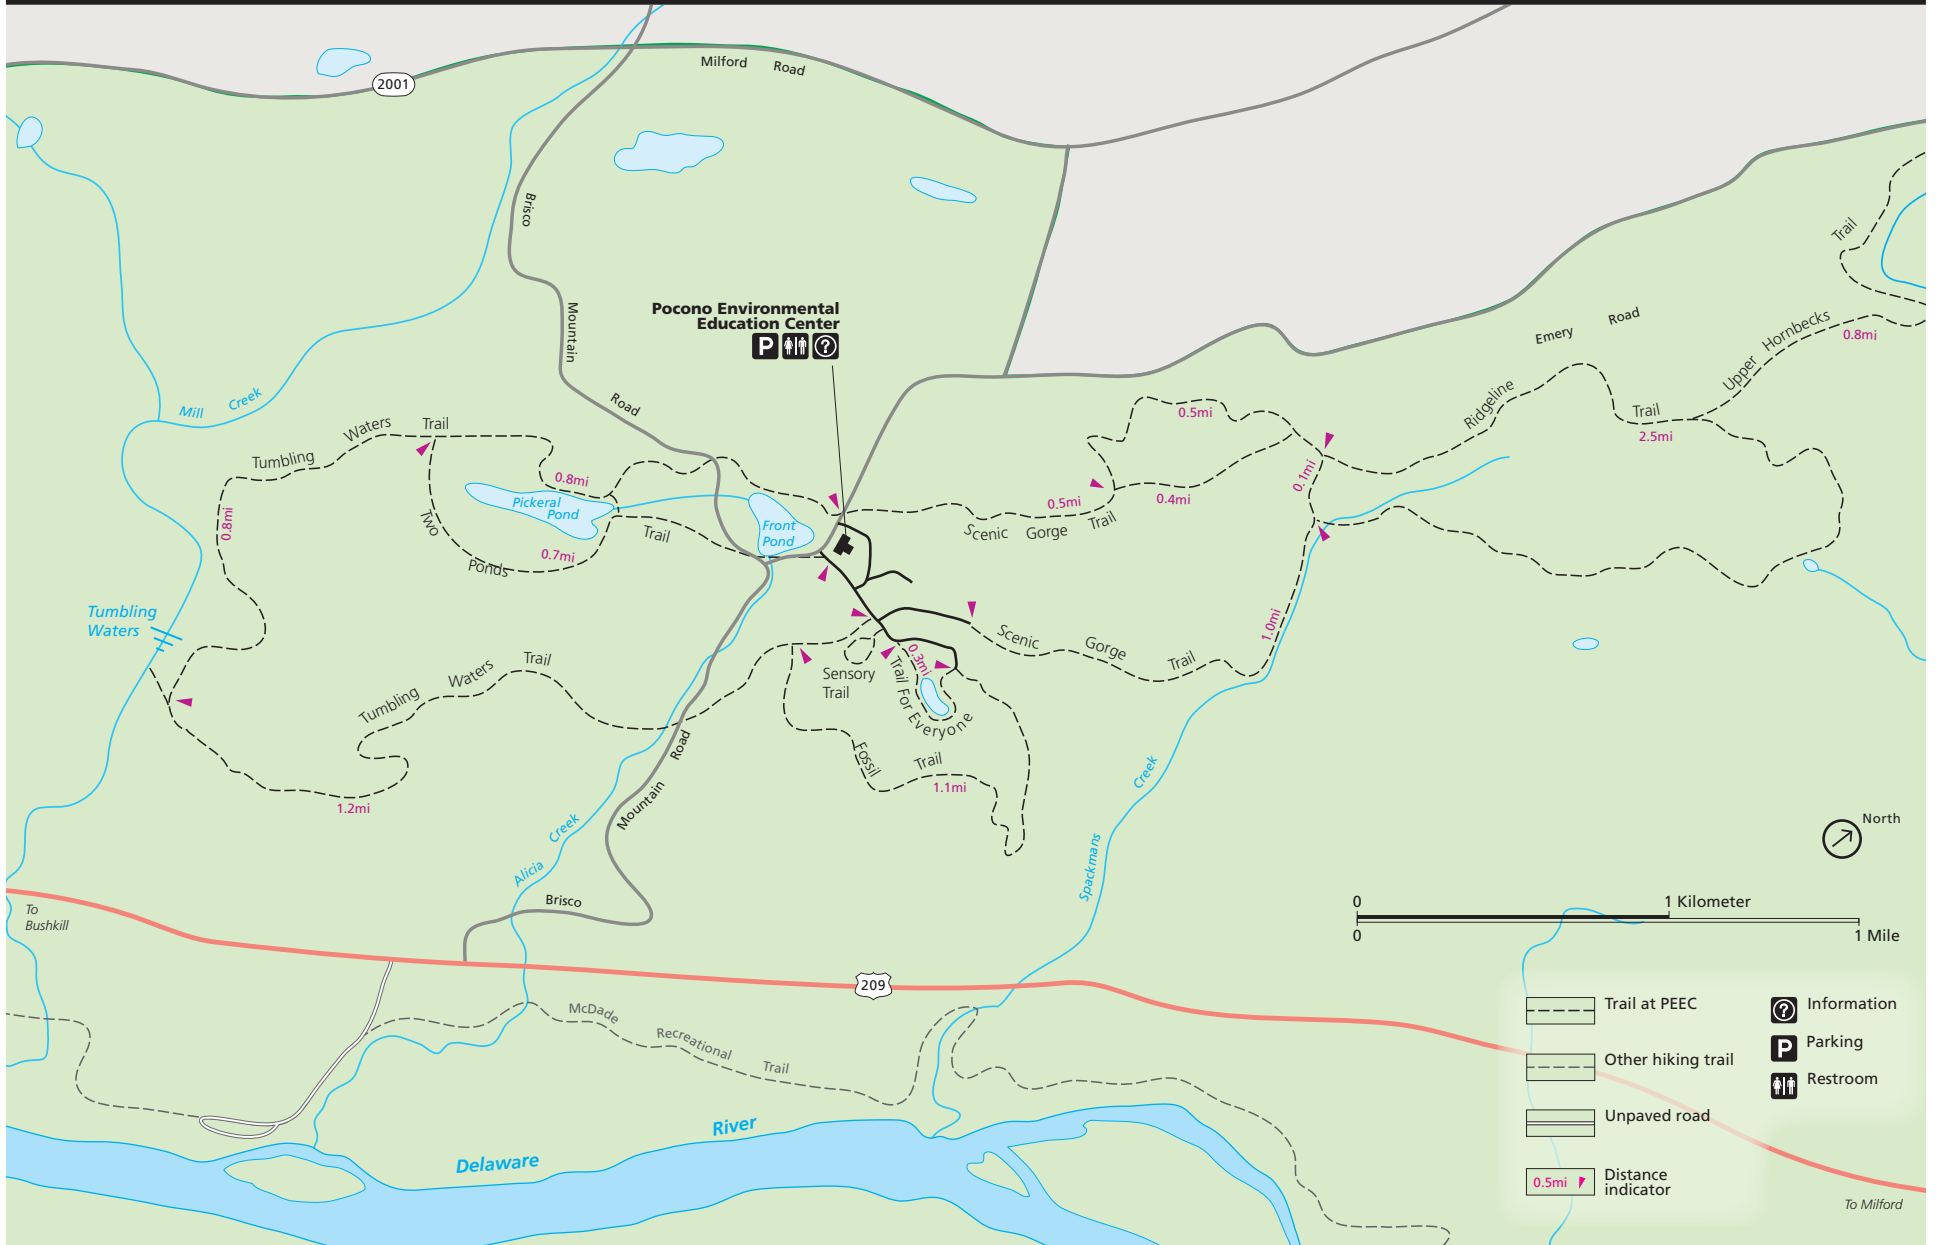 2001
Milford Road
Brisco
Mountain
Road
Pocono Environmental
Education Center
P
?
Trail
Upper Hornbecks
0.8mi
Emery Road
Ridgeline
Trail
2.5mi
Mill Creek
Tumbling Waters Trail
0.8mi
0.8mi
Pickeral
Pond
Two
Ponds
0.7mi
Trail
Front
Pond
0.5mi
0.5mi
0.4mi
0.1mi
Scenic Gorge Trail
1.0mi
Scenic Gorge Trail
Tumbling
Waters
Tumbling Waters Trail
1.2mi
Sensory
Trail
0.3mi
Trail For Everyone
Fossil Trail
1.1mi
Road
Mountain
Brisco
Alicia Creek
Spackmans Creek
North
0 1 Kilometer
0 1 Mile
To
Bushkill
209
McDade Recreational Trail
Delaware River
Trail at PEEC
Other hiking trail
Unpaved road
0.5mi
Distance
indicator
?
Information
P
Parking
Restroom
To Milford